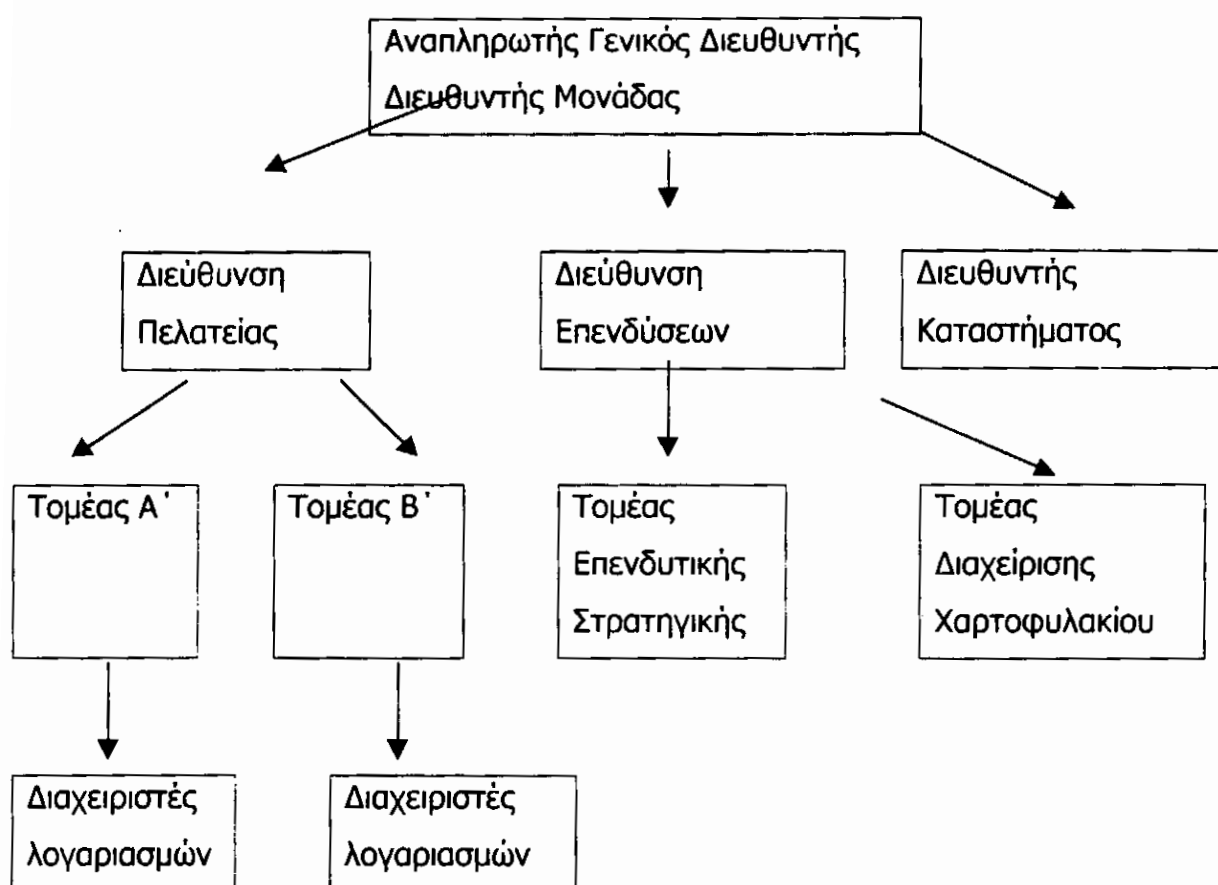 Αναπληρωτής Γενικός Διευθυντής
Διευθυντής Μονάδας
Διεύθυνση
Πελατείας
Διεύθυνση
Επενδύσεων
Διευθυντής
Καταστήματος
Τομέας Α΄
Τομέας Β΄
Τομέας
Επενδυτικής
Στρατηγικής
Τομέας
Διαχείρισης
Χαρτοφυλακίου
Διαχειριστές
λογαριασμών
Διαχειριστές
λογαριασμών